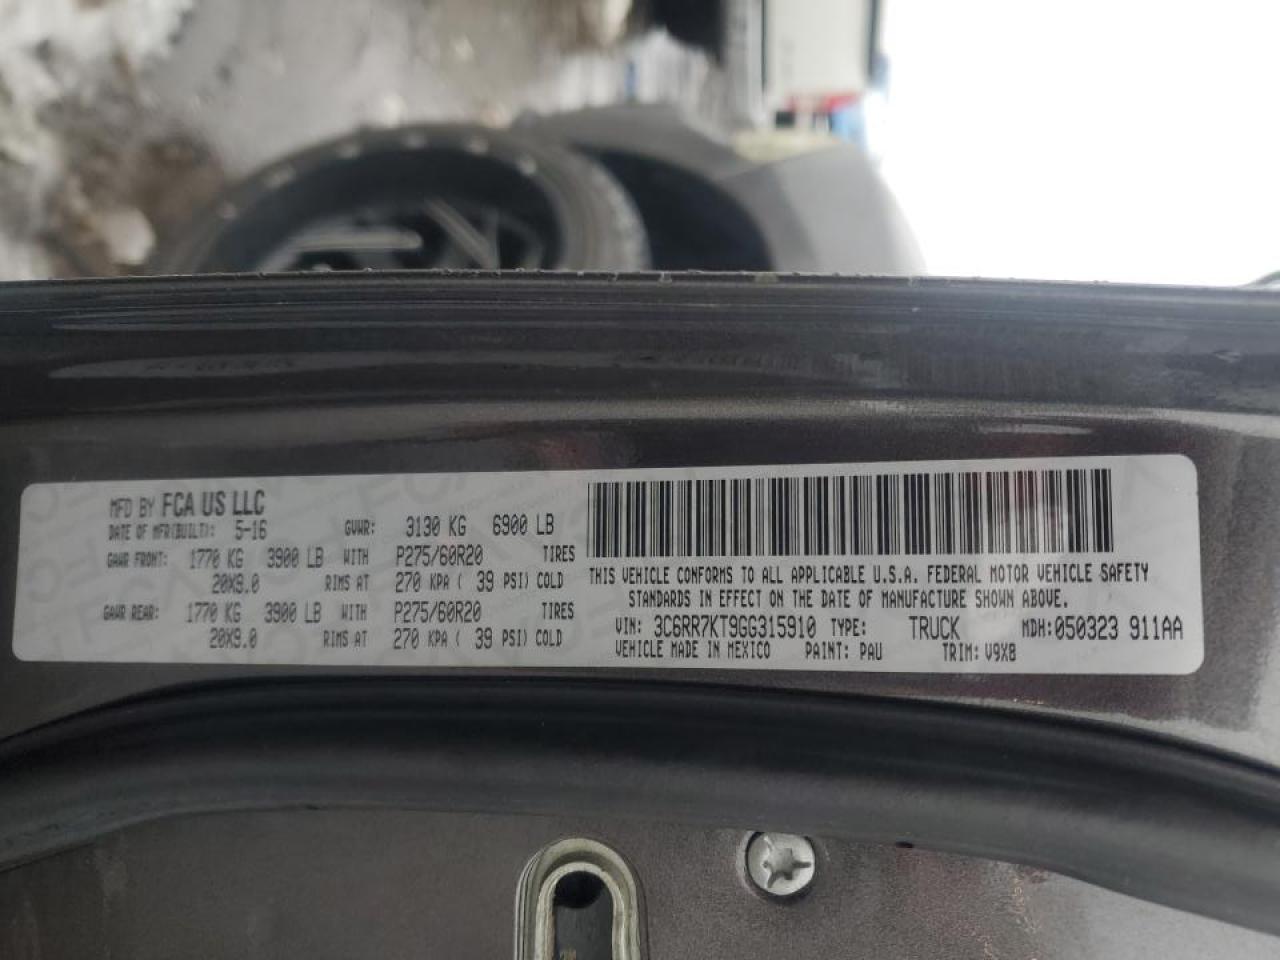 MFD BY FCA US LLC
DATE OF MFR(BUILT): 5-16 GVWR: 3130 KG 6900 LB
GAWR FRONT: 1770 KG 3900 LB WITH P275/60R20 TIRES
20X9.0 RIMS AT 270 KPA ( 39 PSI) COLD
GAWR REAR: 1770 KG 3900 LB WITH P275/60R20 TIRES
20X9.0 RIMS AT 270 KPA ( 39 PSI) COLD
THIS VEHICLE CONFORMS TO ALL APPLICABLE U.S.A. FEDERAL MOTOR VEHICLE SAFETY
STANDARDS IN EFFECT ON THE DATE OF MANUFACTURE SHOWN ABOVE.
VIN: 3C6RR7KT9GG315910 TYPE: TRUCK MDH:050323 911AA
VEHICLE MADE IN MEXICO PAINT: PAU TRIM: V9X8